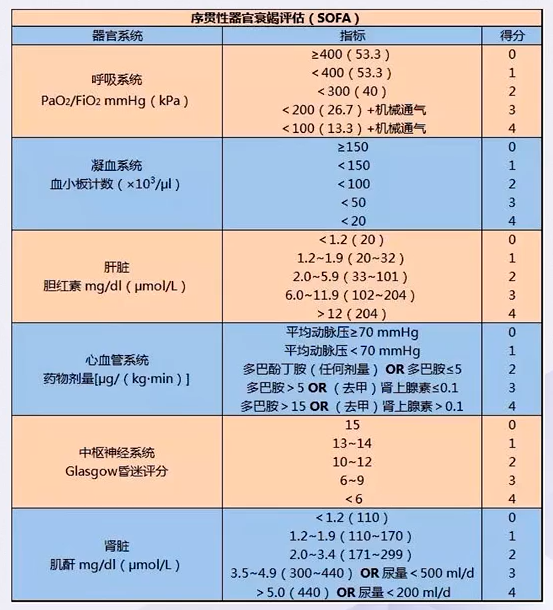 序贯性器官衰竭评估（SOFA）
器官系统 指标 得分
呼吸系统
PaO₂/FiO₂ mmHg（kPa）
≥400（53.3） 0
<400（53.3） 1
<300（40） 2
<200（26.7）+机械通气 3
<100（13.3）+机械通气 4
凝血系统
血小板计数（×10³/μl）
≥150 0
<150 1
<100 2
<50 3
<20 4
肝脏
胆红素 mg/dl（μmol/L）
<1.2（20） 0
1.2~1.9（20~32） 1
2.0~5.9（33~101） 2
6.0~11.9（102~204） 3
>12（204） 4
心血管系统
药物剂量[μg/（kg·min）]
平均动脉压≥70 mmHg 0
平均动脉压<70 mmHg 1
多巴酚丁胺（任何剂量）OR 多巴胺≤5 2
多巴胺>5 OR（去甲）肾上腺素≤0.1 3
多巴胺>15 OR（去甲）肾上腺素>0.1 4
中枢神经系统
Glasgow昏迷评分
15 0
13~14 1
10~12 2
6~9 3
<6 4
肾脏
肌酐 mg/dl（μmol/L）
<1.2（110） 0
1.2~1.9（110~170） 1
2.0~3.4（171~299） 2
3.5~4.9（300~440）OR 尿量<500 ml/d 3
>5.0（440）OR 尿量<200 ml/d 4